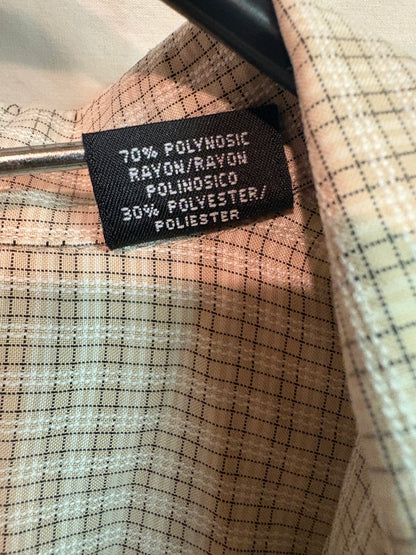 70% POLYNOSIC
RAYON/RAYON
POLINOSICO
30% POLYESTER/
POLIESTER